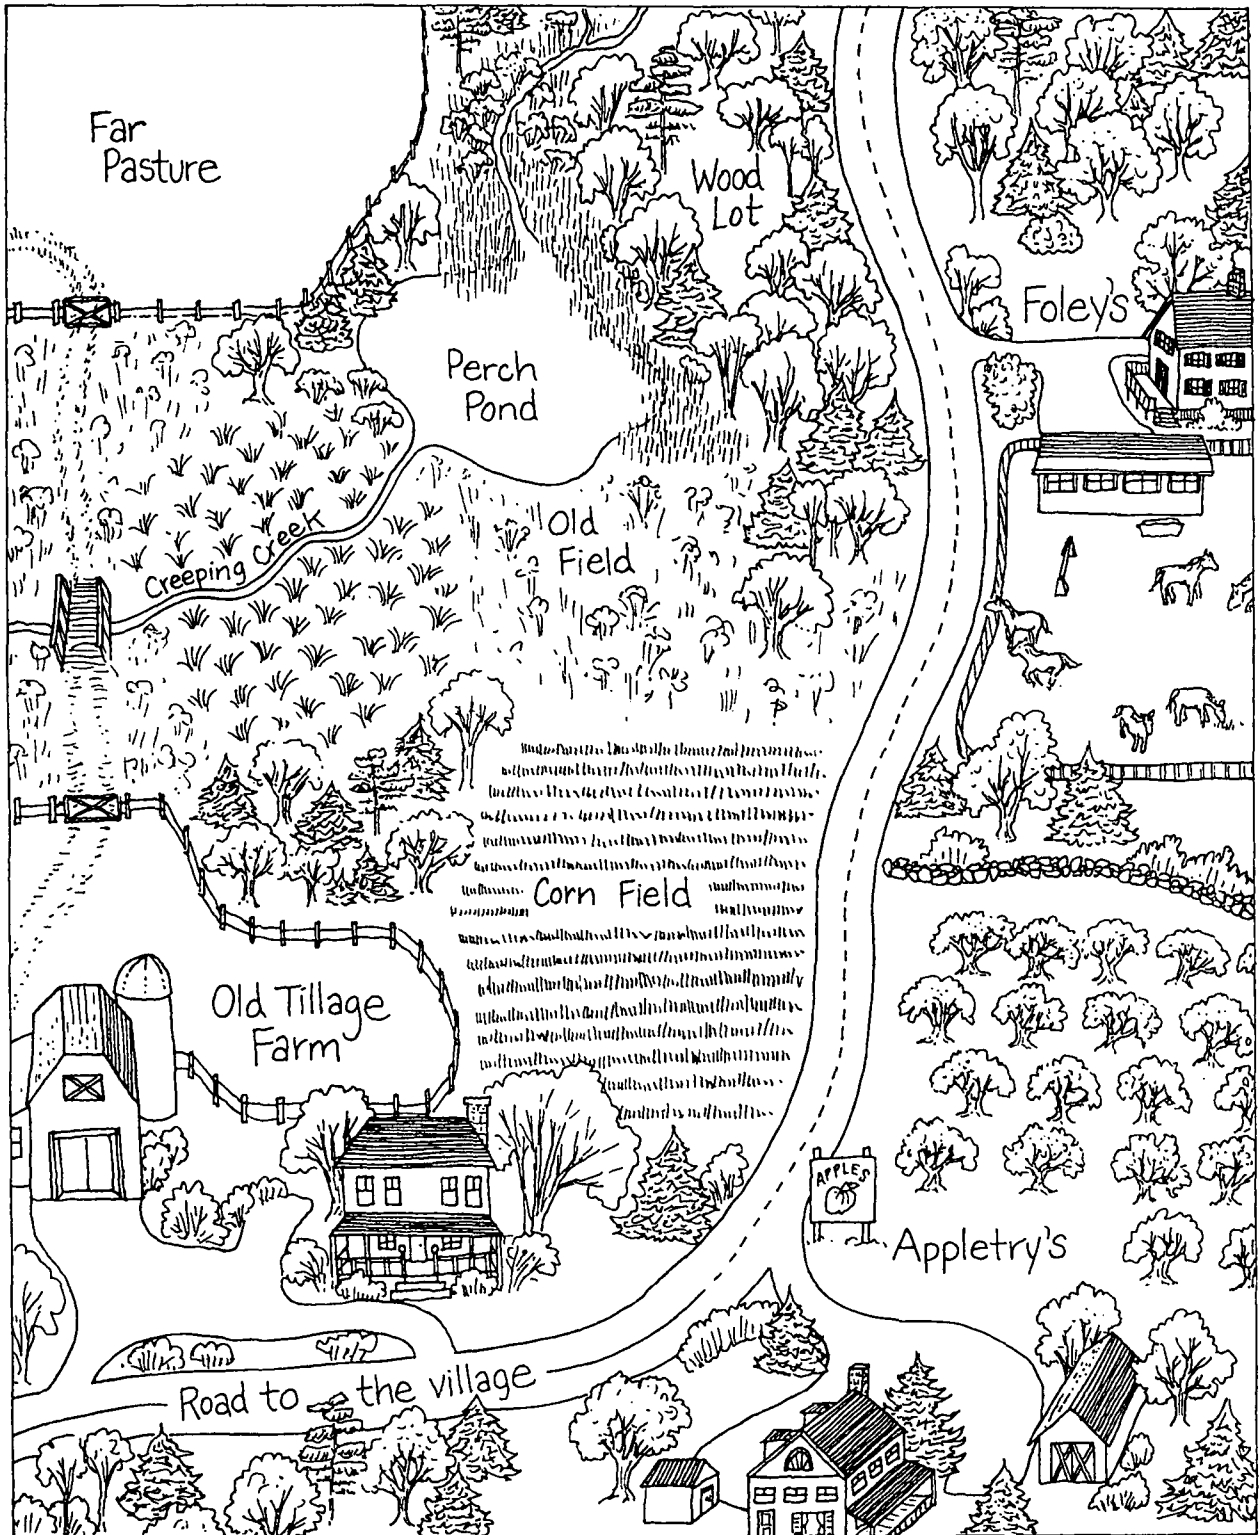 Far
Pasture
Wood
Lot
Foley's
Perch
Pond
Old
Field
Creeping Creek
Corn Field
Old Tillage
Farm
APPLES
Appletry's
Road to the village